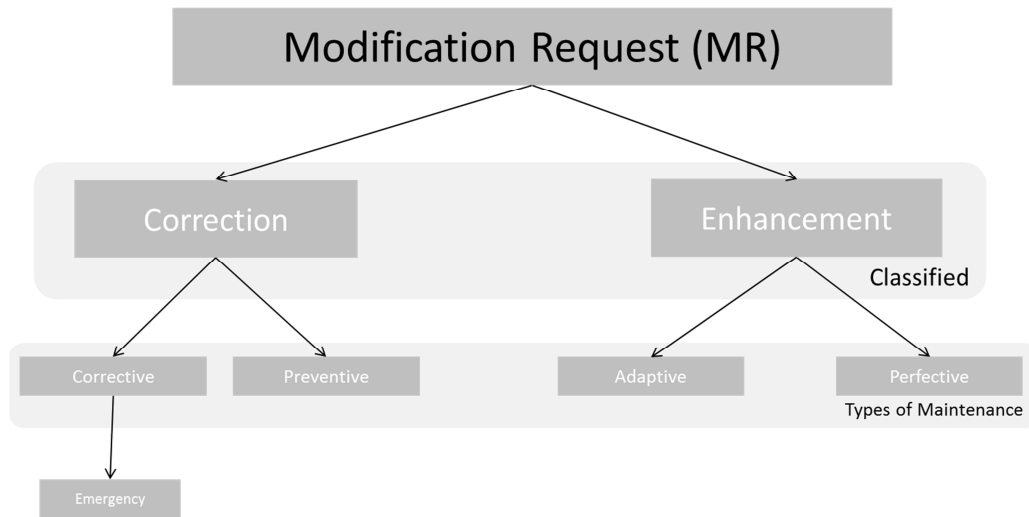 Modification Request (MR)
Correction
Enhancement
Classified
Corrective
Preventive
Adaptive
Perfective
Types of Maintenance
Emergency